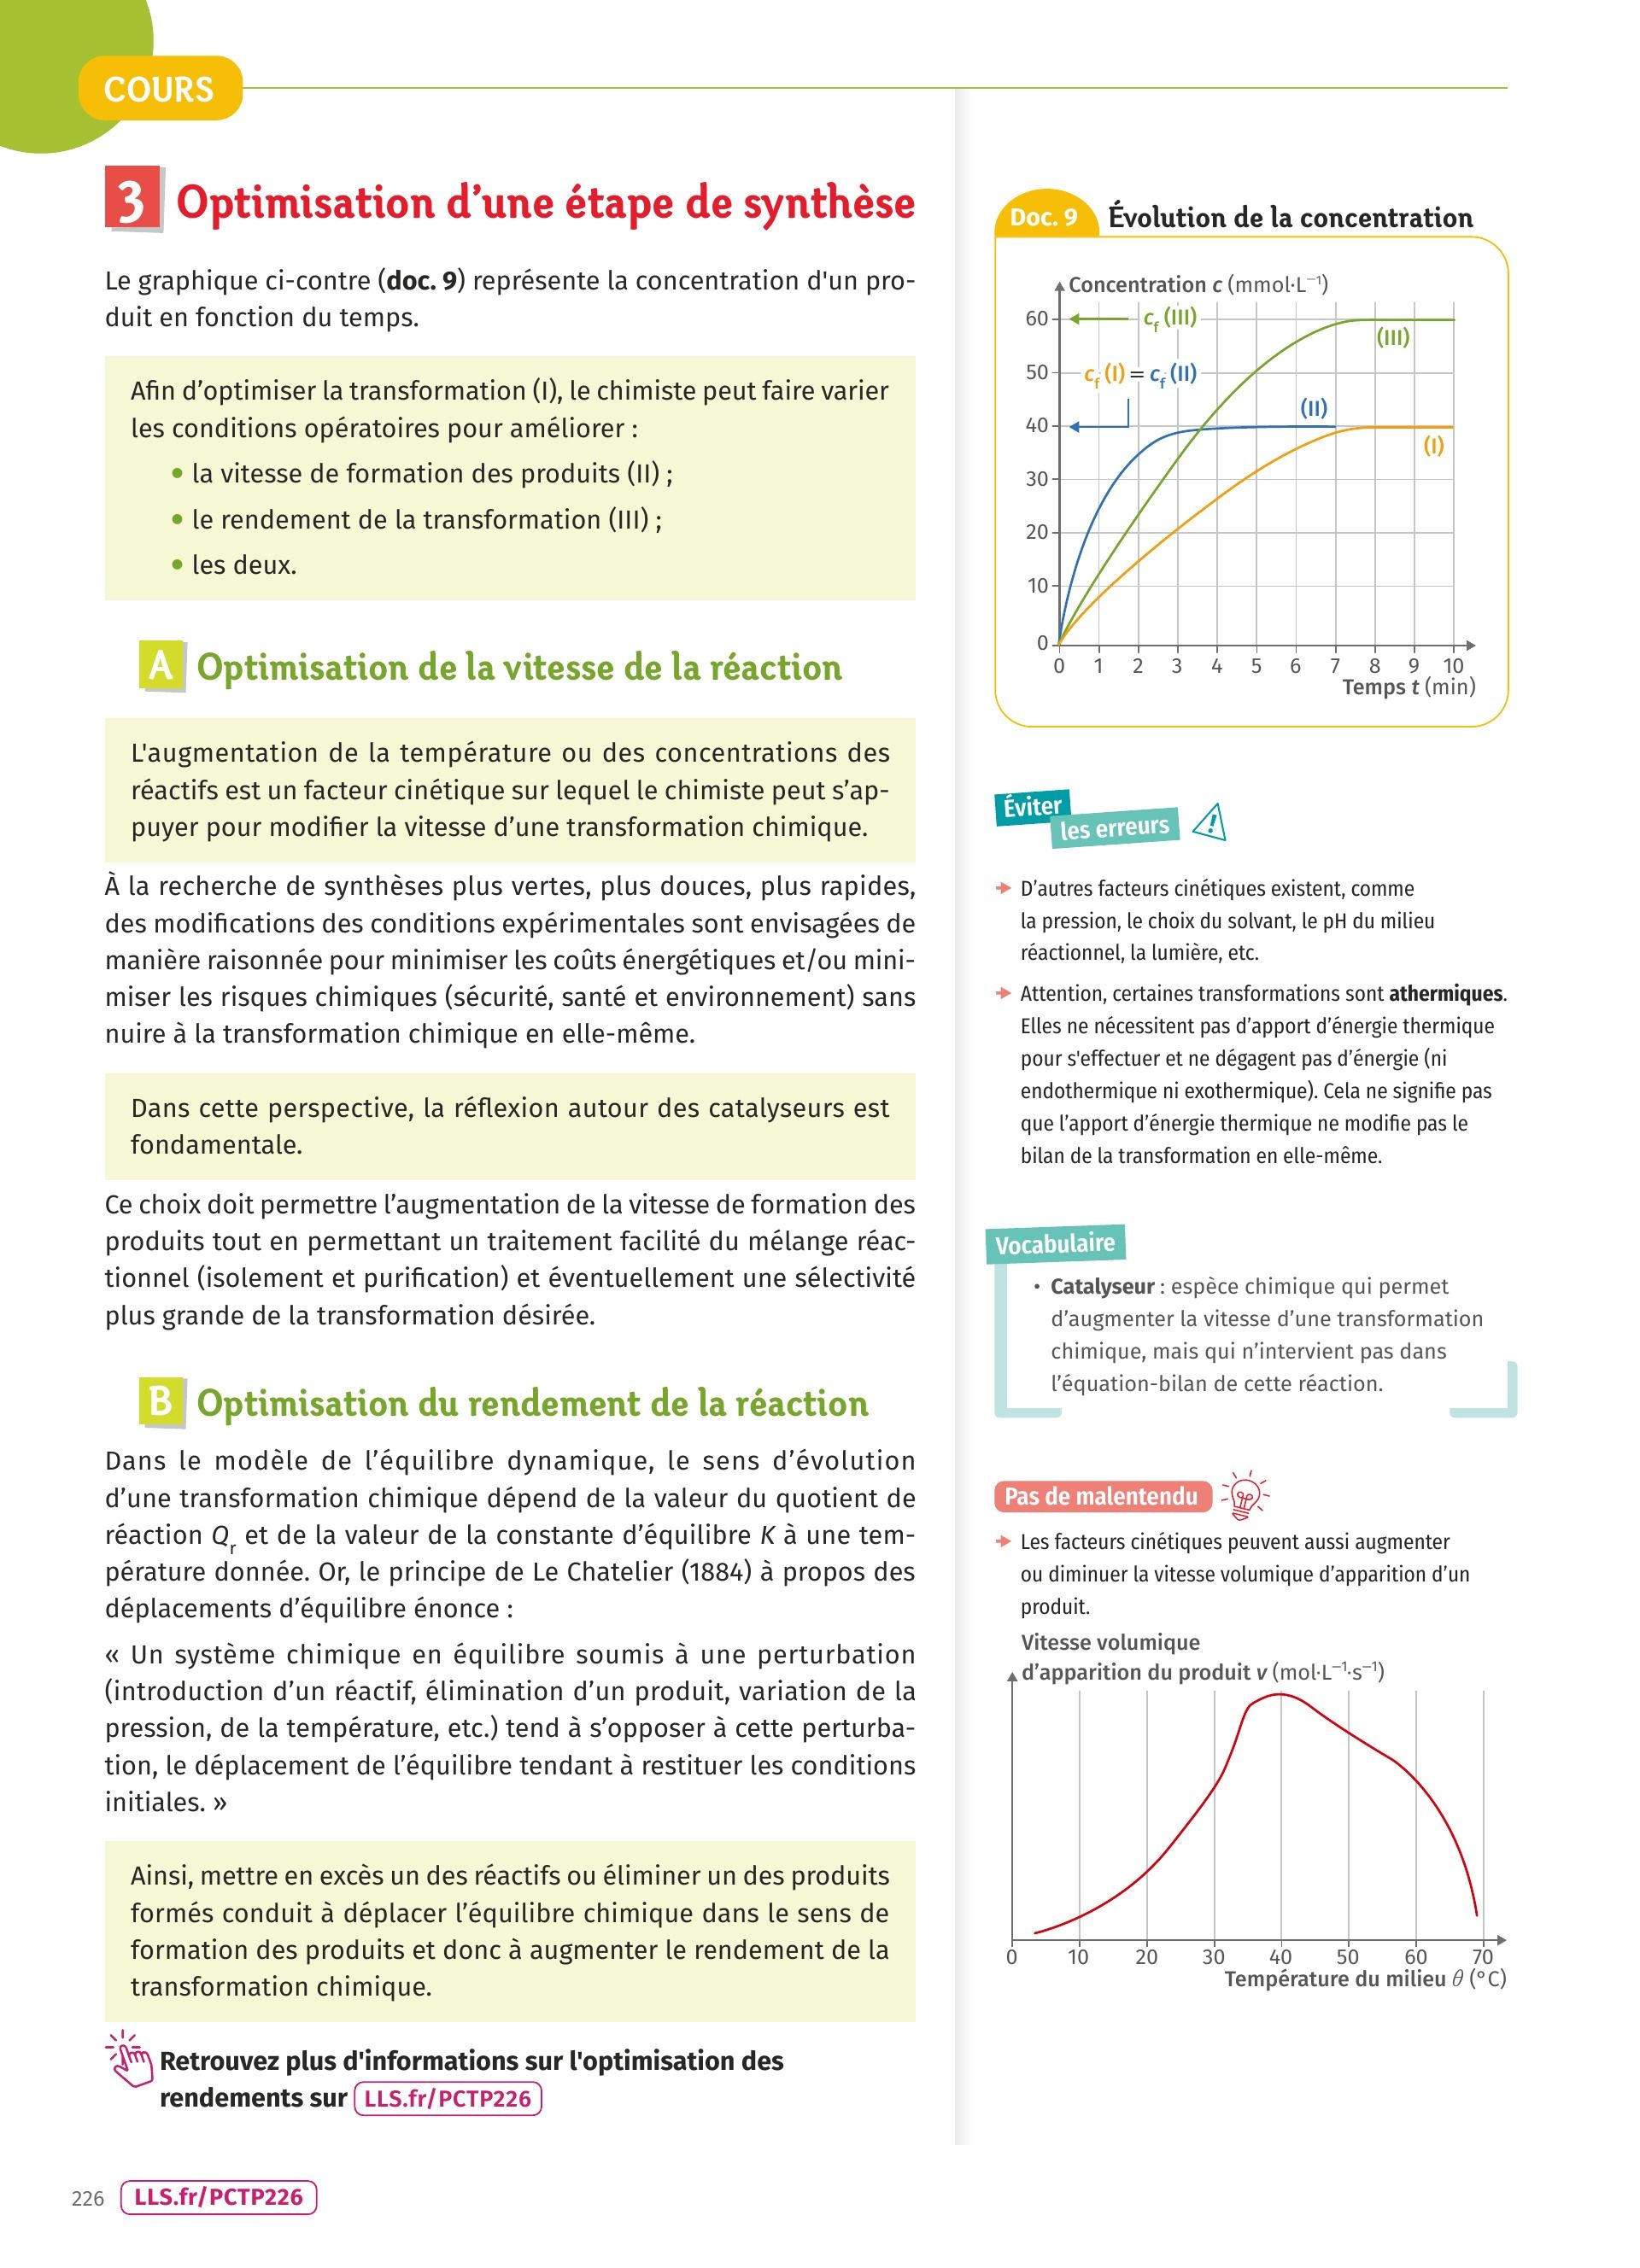 COURS
3 Optimisation d’une étape de synthèse
Le graphique ci-contre (doc. 9) représente la concentration d'un pro-
duit en fonction du temps.
Afin d’optimiser la transformation (I), le chimiste peut faire varier
les conditions opératoires pour améliorer :
• la vitesse de formation des produits (II) ;
• le rendement de la transformation (III) ;
• les deux.
A Optimisation de la vitesse de la réaction
L'augmentation de la température ou des concentrations des
réactifs est un facteur cinétique sur lequel le chimiste peut s’ap-
puyer pour modifier la vitesse d’une transformation chimique.
À la recherche de synthèses plus vertes, plus douces, plus rapides,
des modifications des conditions expérimentales sont envisagées de
manière raisonnée pour minimiser les coûts énergétiques et/ou mini-
miser les risques chimiques (sécurité, santé et environnement) sans
nuire à la transformation chimique en elle-même.
Dans cette perspective, la réflexion autour des catalyseurs est
fondamentale.
Ce choix doit permettre l’augmentation de la vitesse de formation des
produits tout en permettant un traitement facilité du mélange réac-
tionnel (isolement et purification) et éventuellement une sélectivité
plus grande de la transformation désirée.
B Optimisation du rendement de la réaction
Dans le modèle de l’équilibre dynamique, le sens d’évolution
d’une transformation chimique dépend de la valeur du quotient de
réaction Qr et de la valeur de la constante d’équilibre K à une tem-
pérature donnée. Or, le principe de Le Chatelier (1884) à propos des
déplacements d’équilibre énonce :
« Un système chimique en équilibre soumis à une perturbation
(introduction d’un réactif, élimination d’un produit, variation de la
pression, de la température, etc.) tend à s’opposer à cette perturba-
tion, le déplacement de l’équilibre tendant à restituer les conditions
initiales. »
Ainsi, mettre en excès un des réactifs ou éliminer un des produits
formés conduit à déplacer l’équilibre chimique dans le sens de
formation des produits et donc à augmenter le rendement de la
transformation chimique.
Retrouvez plus d'informations sur l'optimisation des
rendements sur LLS.fr/PCTP226
Doc. 9 Évolution de la concentration
Concentration c (mmol·L⁻¹)
60
cf (III)
(III)
50
cf (I) = cf (II)
(II)
40
(I)
30
20
10
0
0 1 2 3 4 5 6 7 8 9 10
Temps t (min)
Éviter
les erreurs
D’autres facteurs cinétiques existent, comme
la pression, le choix du solvant, le pH du milieu
réactionnel, la lumière, etc.
Attention, certaines transformations sont athermiques.
Elles ne nécessitent pas d’apport d’énergie thermique
pour s'effectuer et ne dégagent pas d’énergie (ni
endothermique ni exothermique). Cela ne signifie pas
que l’apport d’énergie thermique ne modifie pas le
bilan de la transformation en elle-même.
Vocabulaire
• Catalyseur : espèce chimique qui permet
d’augmenter la vitesse d’une transformation
chimique, mais qui n’intervient pas dans
l’équation-bilan de cette réaction.
Pas de malentendu
Les facteurs cinétiques peuvent aussi augmenter
ou diminuer la vitesse volumique d’apparition d’un
produit.
Vitesse volumique
d’apparition du produit v (mol·L⁻¹·s⁻¹)
0 10 20 30 40 50 60 70
Température du milieu θ (°C)
226 LLS.fr/PCTP226